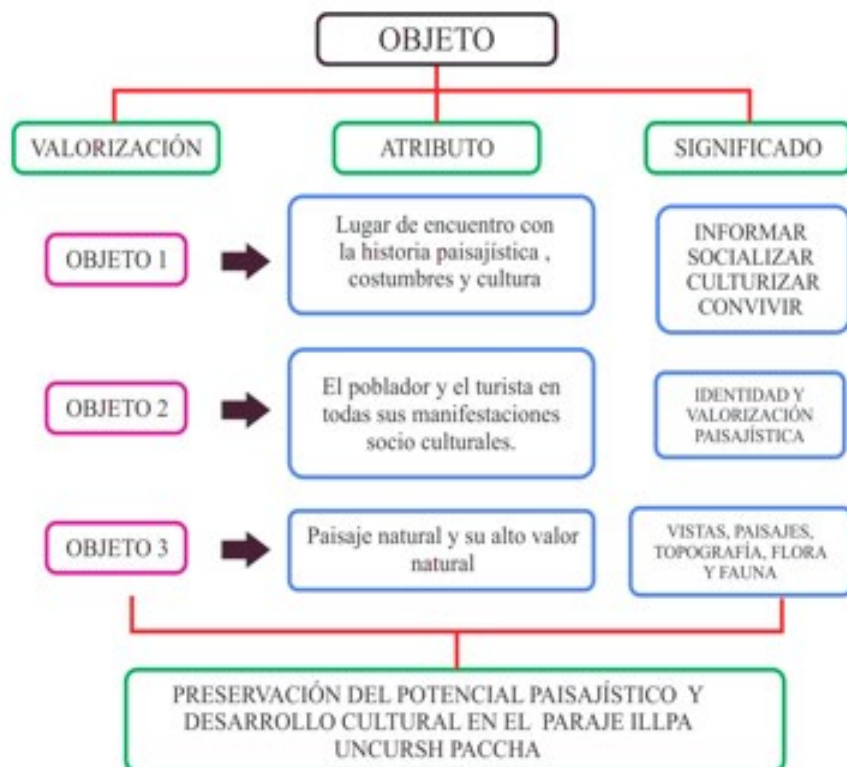 OBJETO
VALORIZACIÓN
ATRIBUTO
SIGNIFICADO
OBJETO 1
Lugar de encuentro con
la historia paisajística ,
costumbres y cultura
INFORMAR
SOCIALIZAR
CULTURIZAR
CONVIVIR
OBJETO 2
El poblador y el turista en
todas sus manifestaciones
socio culturales.
IDENTIDAD Y
VALORIZACIÓN
PAISAJÍSTICA
OBJETO 3
Paisaje natural y su alto valor
natural
VISTAS, PAISAJES,
TOPOGRAFÍA, FLORA
Y FAUNA
PRESERVACIÓN DEL POTENCIAL PAISAJÍSTICO Y
DESARROLLO CULTURAL EN EL PARAJE ILLPA
UNCURSH PACCHA